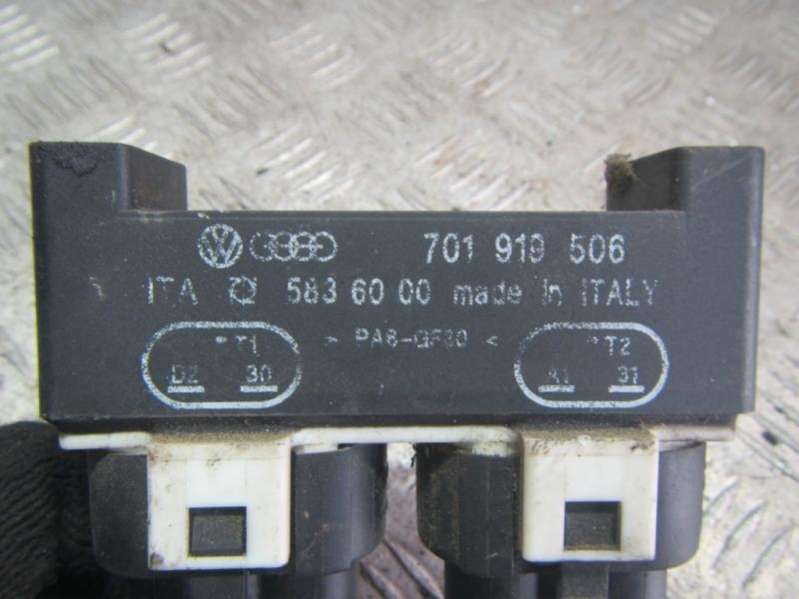 701 919 506
ITA 583 60 00 made in ITALY
T1 > PA6-GF30 < T2
30 31